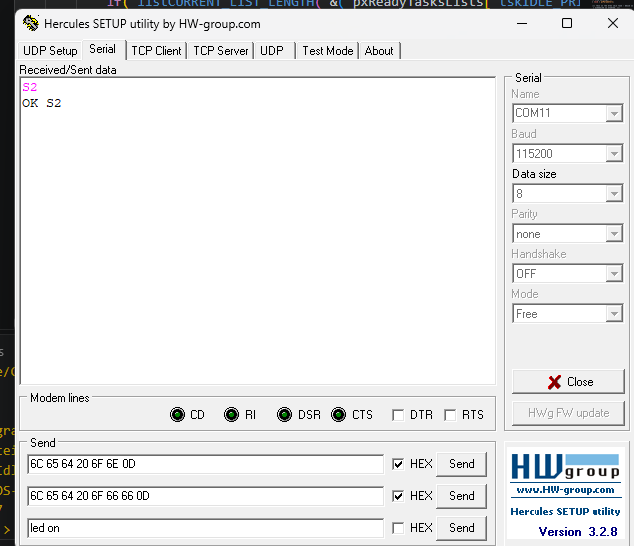 if( listCURRENT_LIST_LENGTH( &( pxReadyTasksLists[ tskIDLE_PRI
Hercules SETUP utility by HW-group.com
UDP Setup Serial TCP Client TCP Server UDP Test Mode About
Received/Sent data
S2
OK S2
Serial
Name
COM11
Baud
115200
Data size
8
Parity
none
Handshake
OFF
Mode
Free
Close
HWg FW update
Modem lines
CD RI DSR CTS DTR RTS
Send
6C 65 64 20 6F 6E 0D HEX Send
6C 65 64 20 6F 66 66 0D HEX Send
led on HEX Send
HW group
www.HW-group.com
Hercules SETUP utility
Version 3.2.8